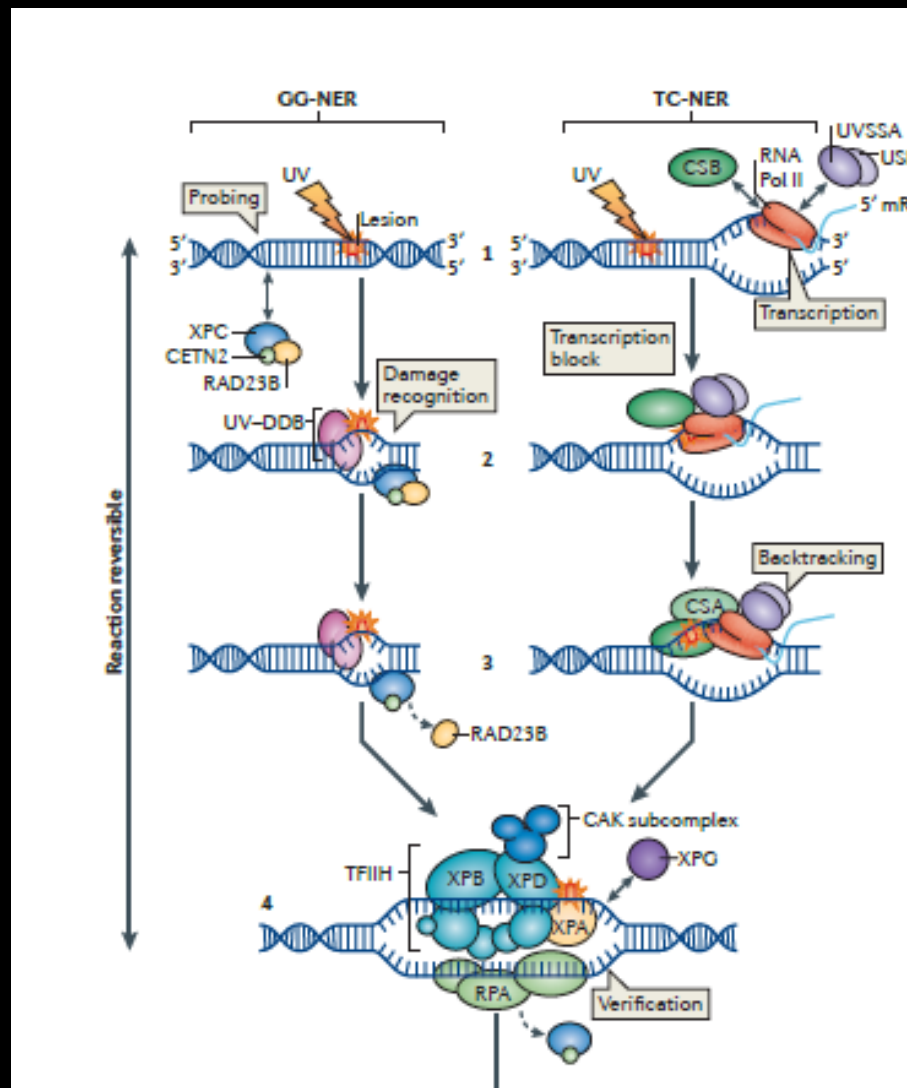 GG-NER
TC-NER
UV
Probing
Lesion
5′
3′
3′
5′
XPC
CETN2
RAD23B
1
UV
CSB
RNA
Pol II
UVSSA
5′
3′
5′
Transcription
Damage
recognition
UV–DDB
2
Transcription
block
3
RAD23B
Backtracking
CSA
Reaction reversible
4
TFIIH
XPB
XPD
CAK subcomplex
XPG
XPA
RPA
Verification